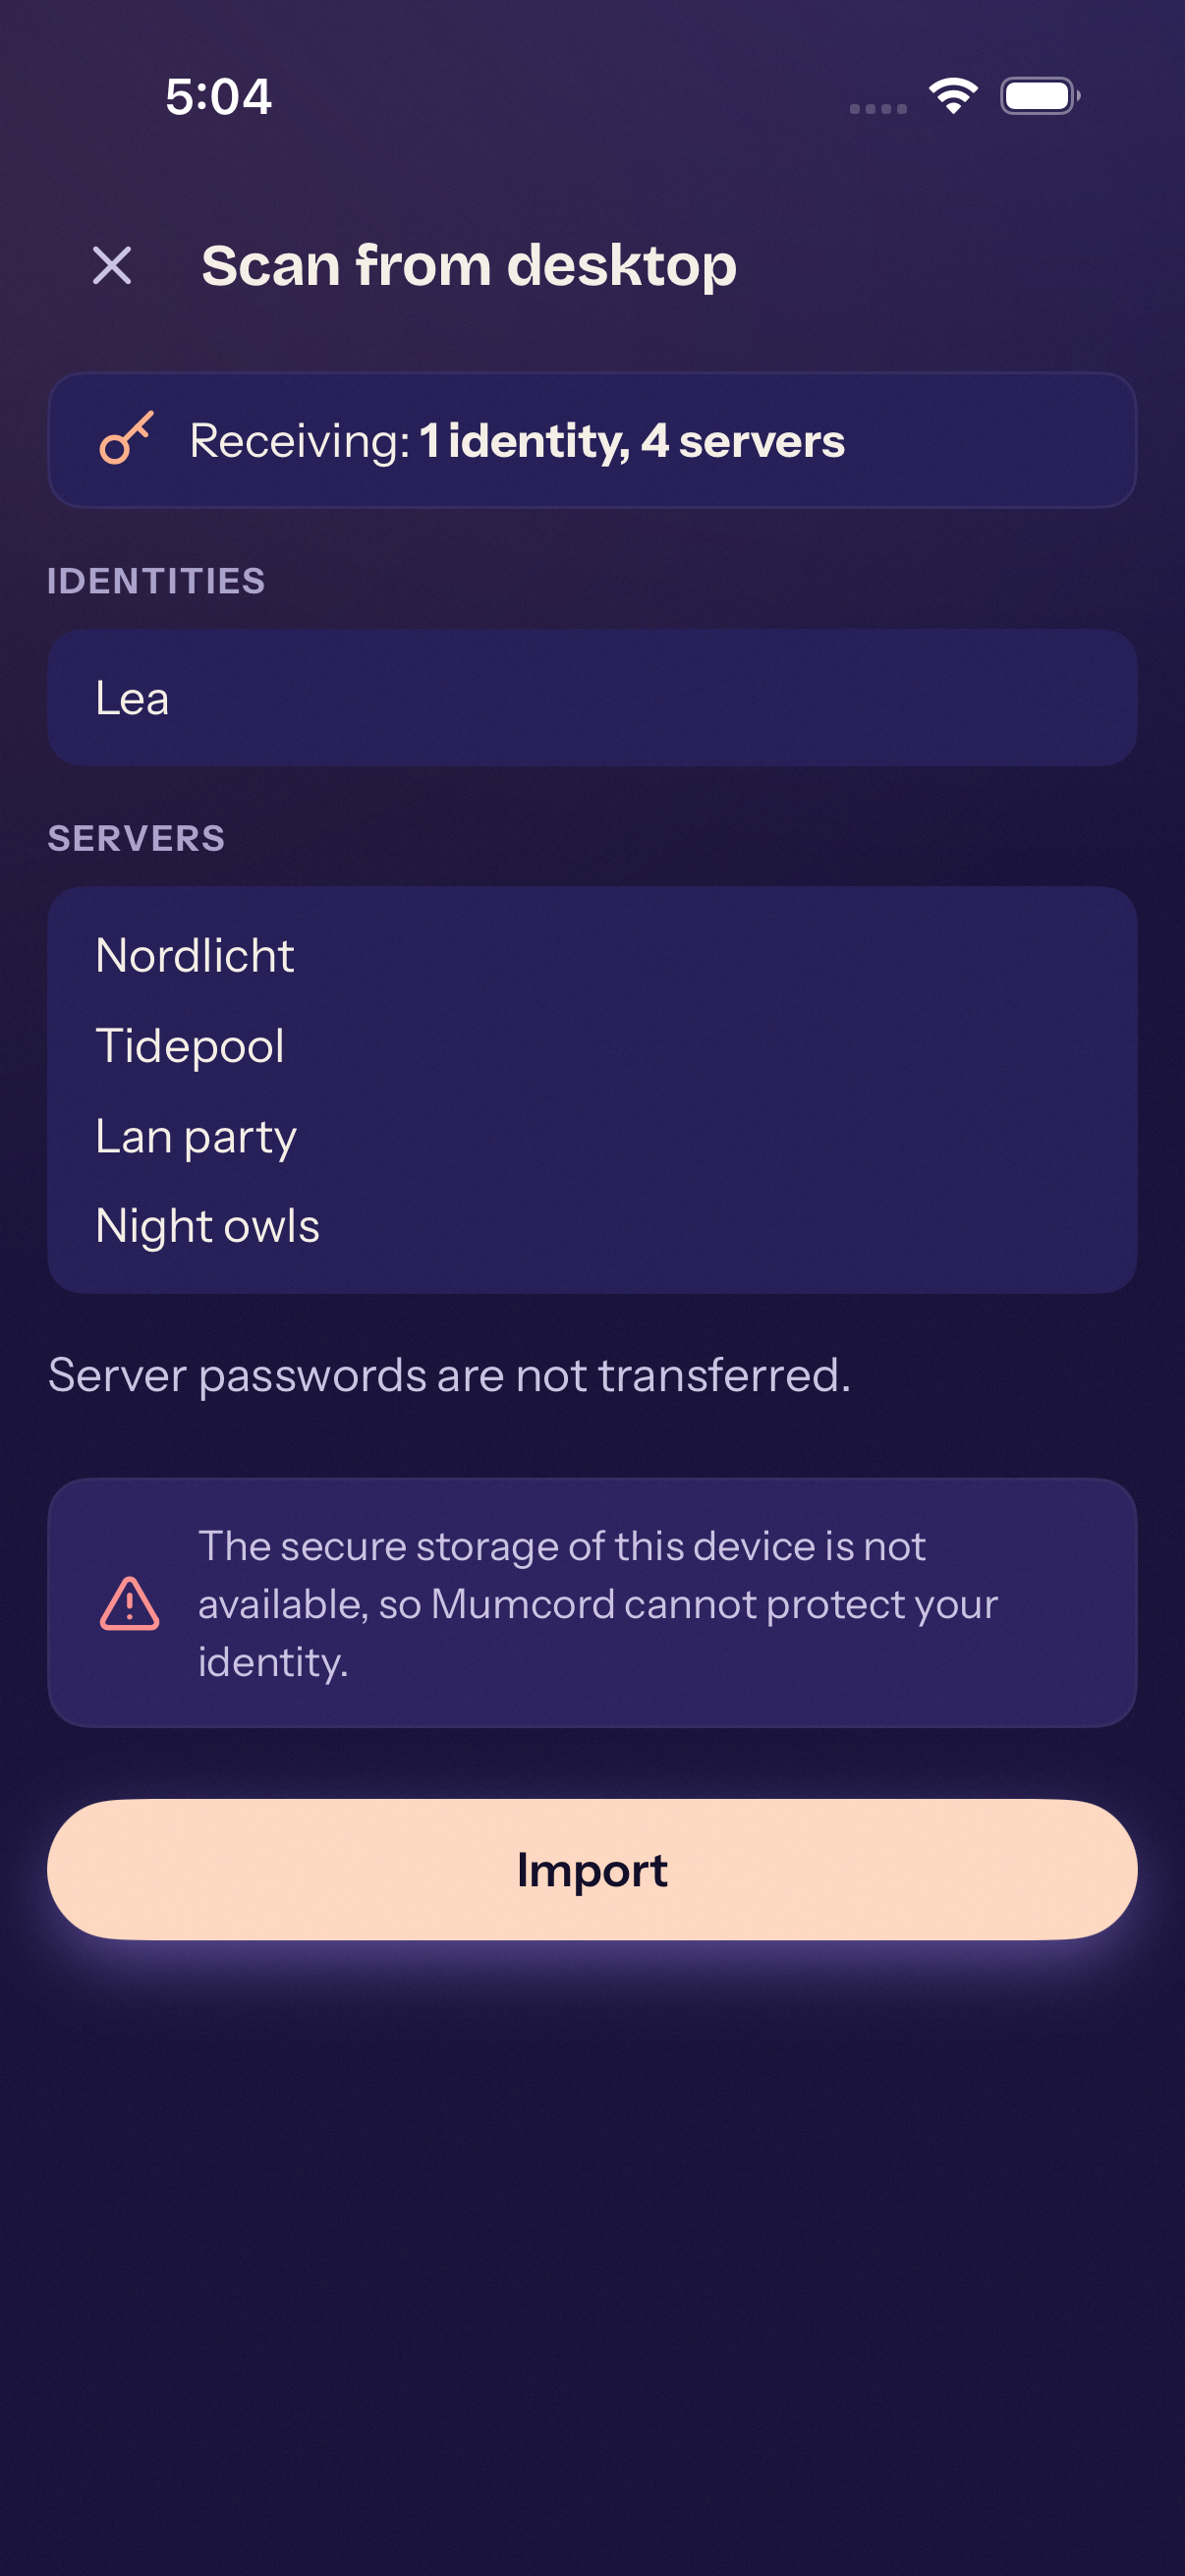 5:04
Scan from desktop
Receiving: 1 identity, 4 servers
IDENTITIES
Lea
SERVERS
Nordlicht
Tidepool
Lan party
Night owls
Server passwords are not transferred.
The secure storage of this device is not
available, so Mumcord cannot protect your
identity.
Import